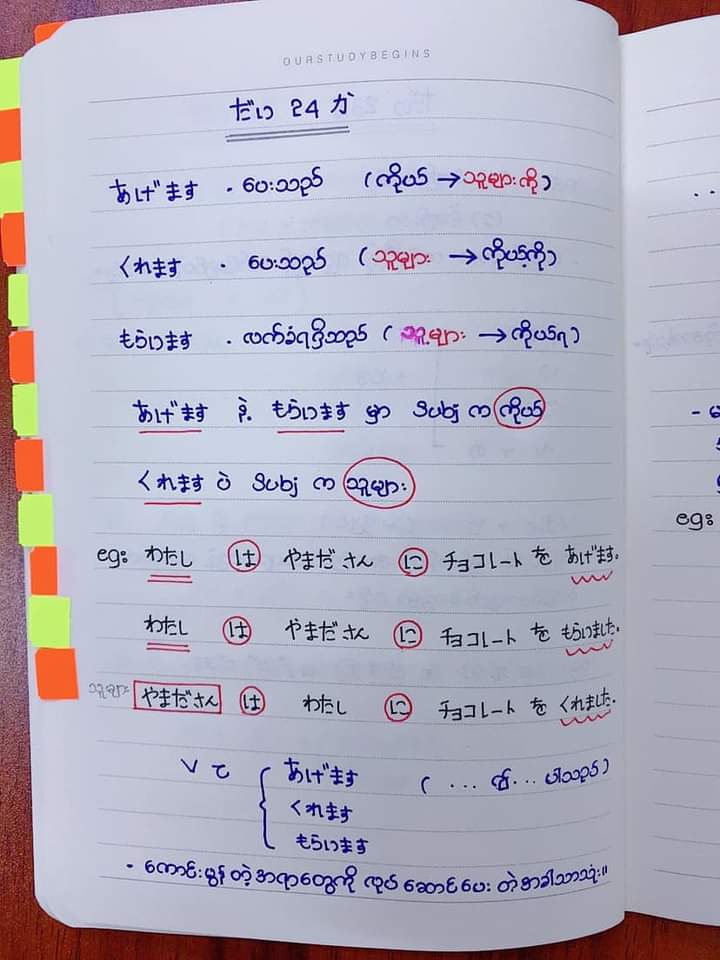 OURSTUDYBEGINS
だい 24 か
あげます - ပေးသည် (ကိုယ် → သူများကို)
くれます - ပေးသည် (သူများ → ကိုယ့်ကို)
もらいます - လက်ခံရရှိသည် (သူများ → ကိုယ်ရ)
あげます နဲ့ もらいます မှာ Subj က ကိုယ်
くれます ပဲ Subj က သူများ
eg: わたし は やまださん に チョコレート を あげます。
わたし は やまださん に チョコレート を もらいました。
သူများ やまださん は わたし に チョコレート を くれました。
V て { あげます (... ၍ ... ပါသည်)
くれます
もらいます
- ကောင်းမွန်တဲ့အရာတွေကို လုပ်ဆောင်ပေးတဲ့အခါသာသုံး။
eg: